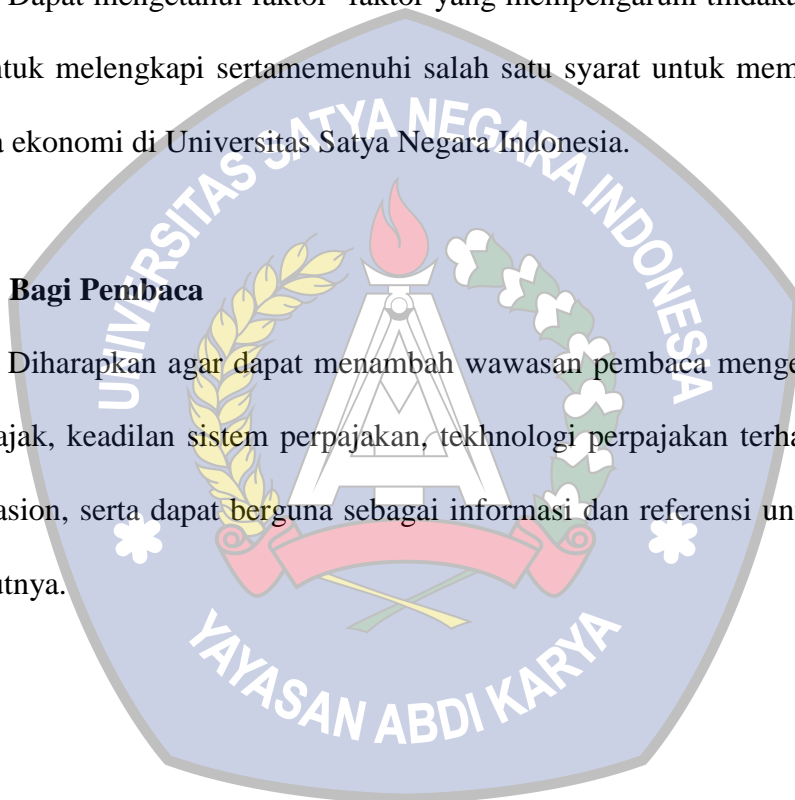 Dapat mengetahui faktor- faktor yang mempengaruhi tindaka
ntuk melengkapi sertamemenuhi salah satu syarat untuk mem
a ekonomi di Universitas Satya Negara Indonesia.
UNIVERSITAS SATYA NEGARA INDONESIA
Bagi Pembaca
Diharapkan agar dapat menambah wawasan pembaca menge
ajak, keadilan sistem perpajakan, tekhnologi perpajakan terha
asion, serta dapat berguna sebagai informasi dan referensi un
utnya.
YAYASAN ABDI KARYA